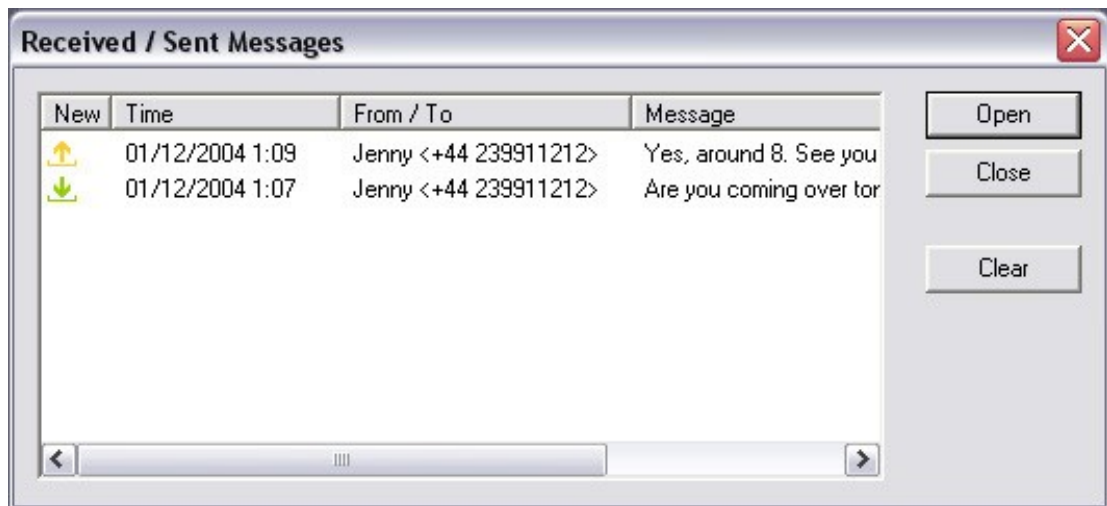 Received / Sent Messages
New Time From / To Message
01/12/2004 1:09 Jenny <+44 239911212> Yes, around 8. See you
01/12/2004 1:07 Jenny <+44 239911212> Are you coming over tor
Open
Close
Clear